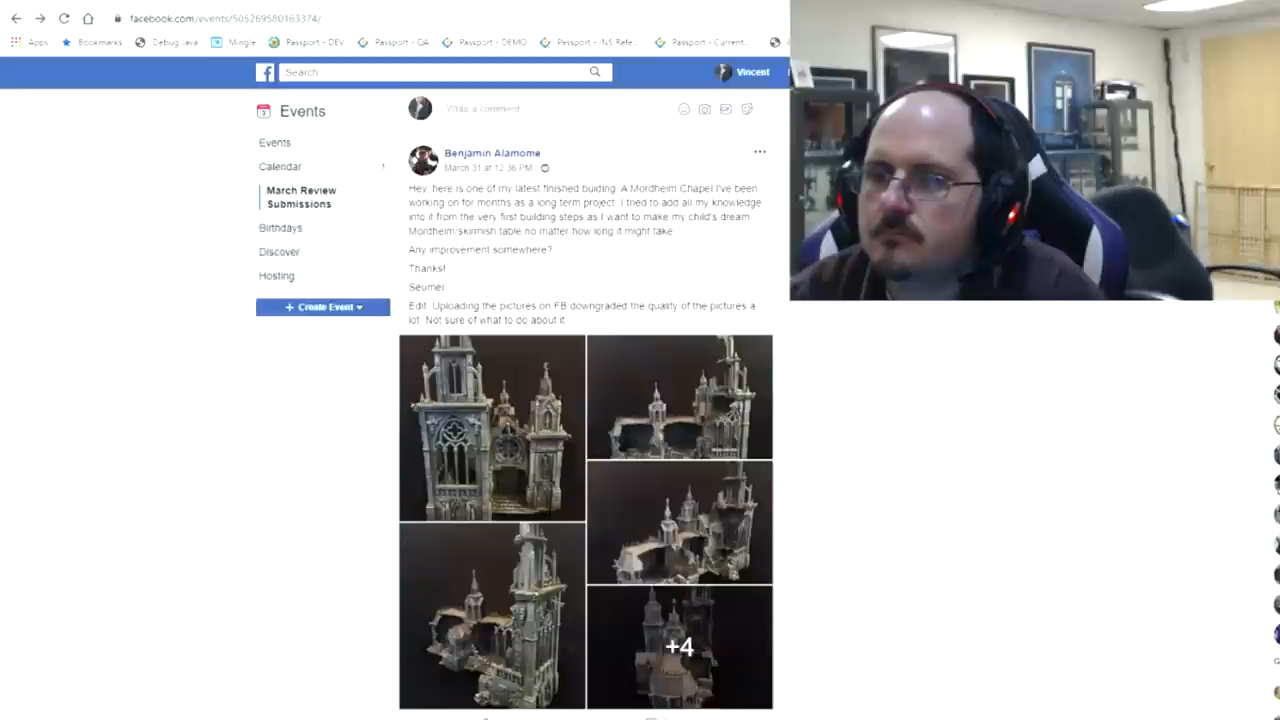 facebook.com/events/505269580163374/
Apps Bookmarks Debug Java Mingle Passport - DEV Passport - QA Passport - DEMO Passport - INS Refe... Passport - Current...
Search
Vincent
Events
Write a comment
Events
Calendar 1
March Review
Submissions
Birthdays
Discover
Hosting
+ Create Event
Benjamin Alamome
March 31 at 12:36 PM
Hey, here is one of my latest finished buiding. A Mordheim Chapel I've been
working on for months as a long term project. I tried to add all my knowledge
into it from the very first building steps as I want to make my child's dream
Mordheim/skirmish table no matter how long it might take
Any improvement somewhere?
Thanks!
Seumer
Edit: Uploading the pictures on FB downgraded the quality of the pictures a
lot. Not sure of what to do about it
+4